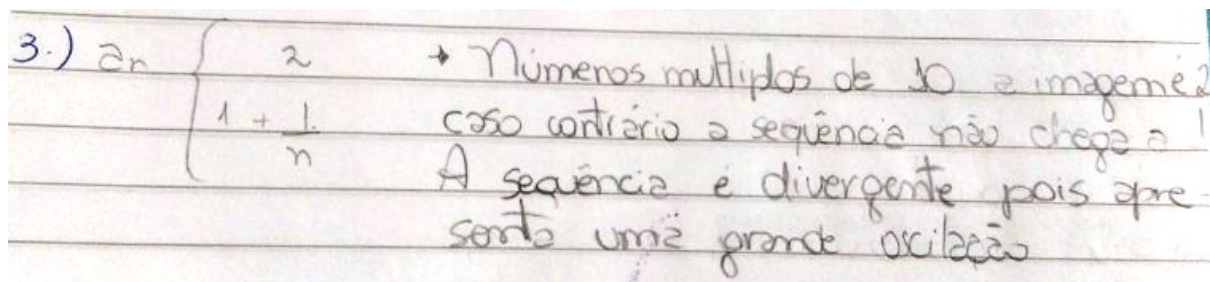 3.) an { 2 → Números multiplos de 10 a imagem é 2
1 + 1/n caso contrário a sequência não chega a 1
A sequência é divergente pois apre-
senta uma grande oscilação